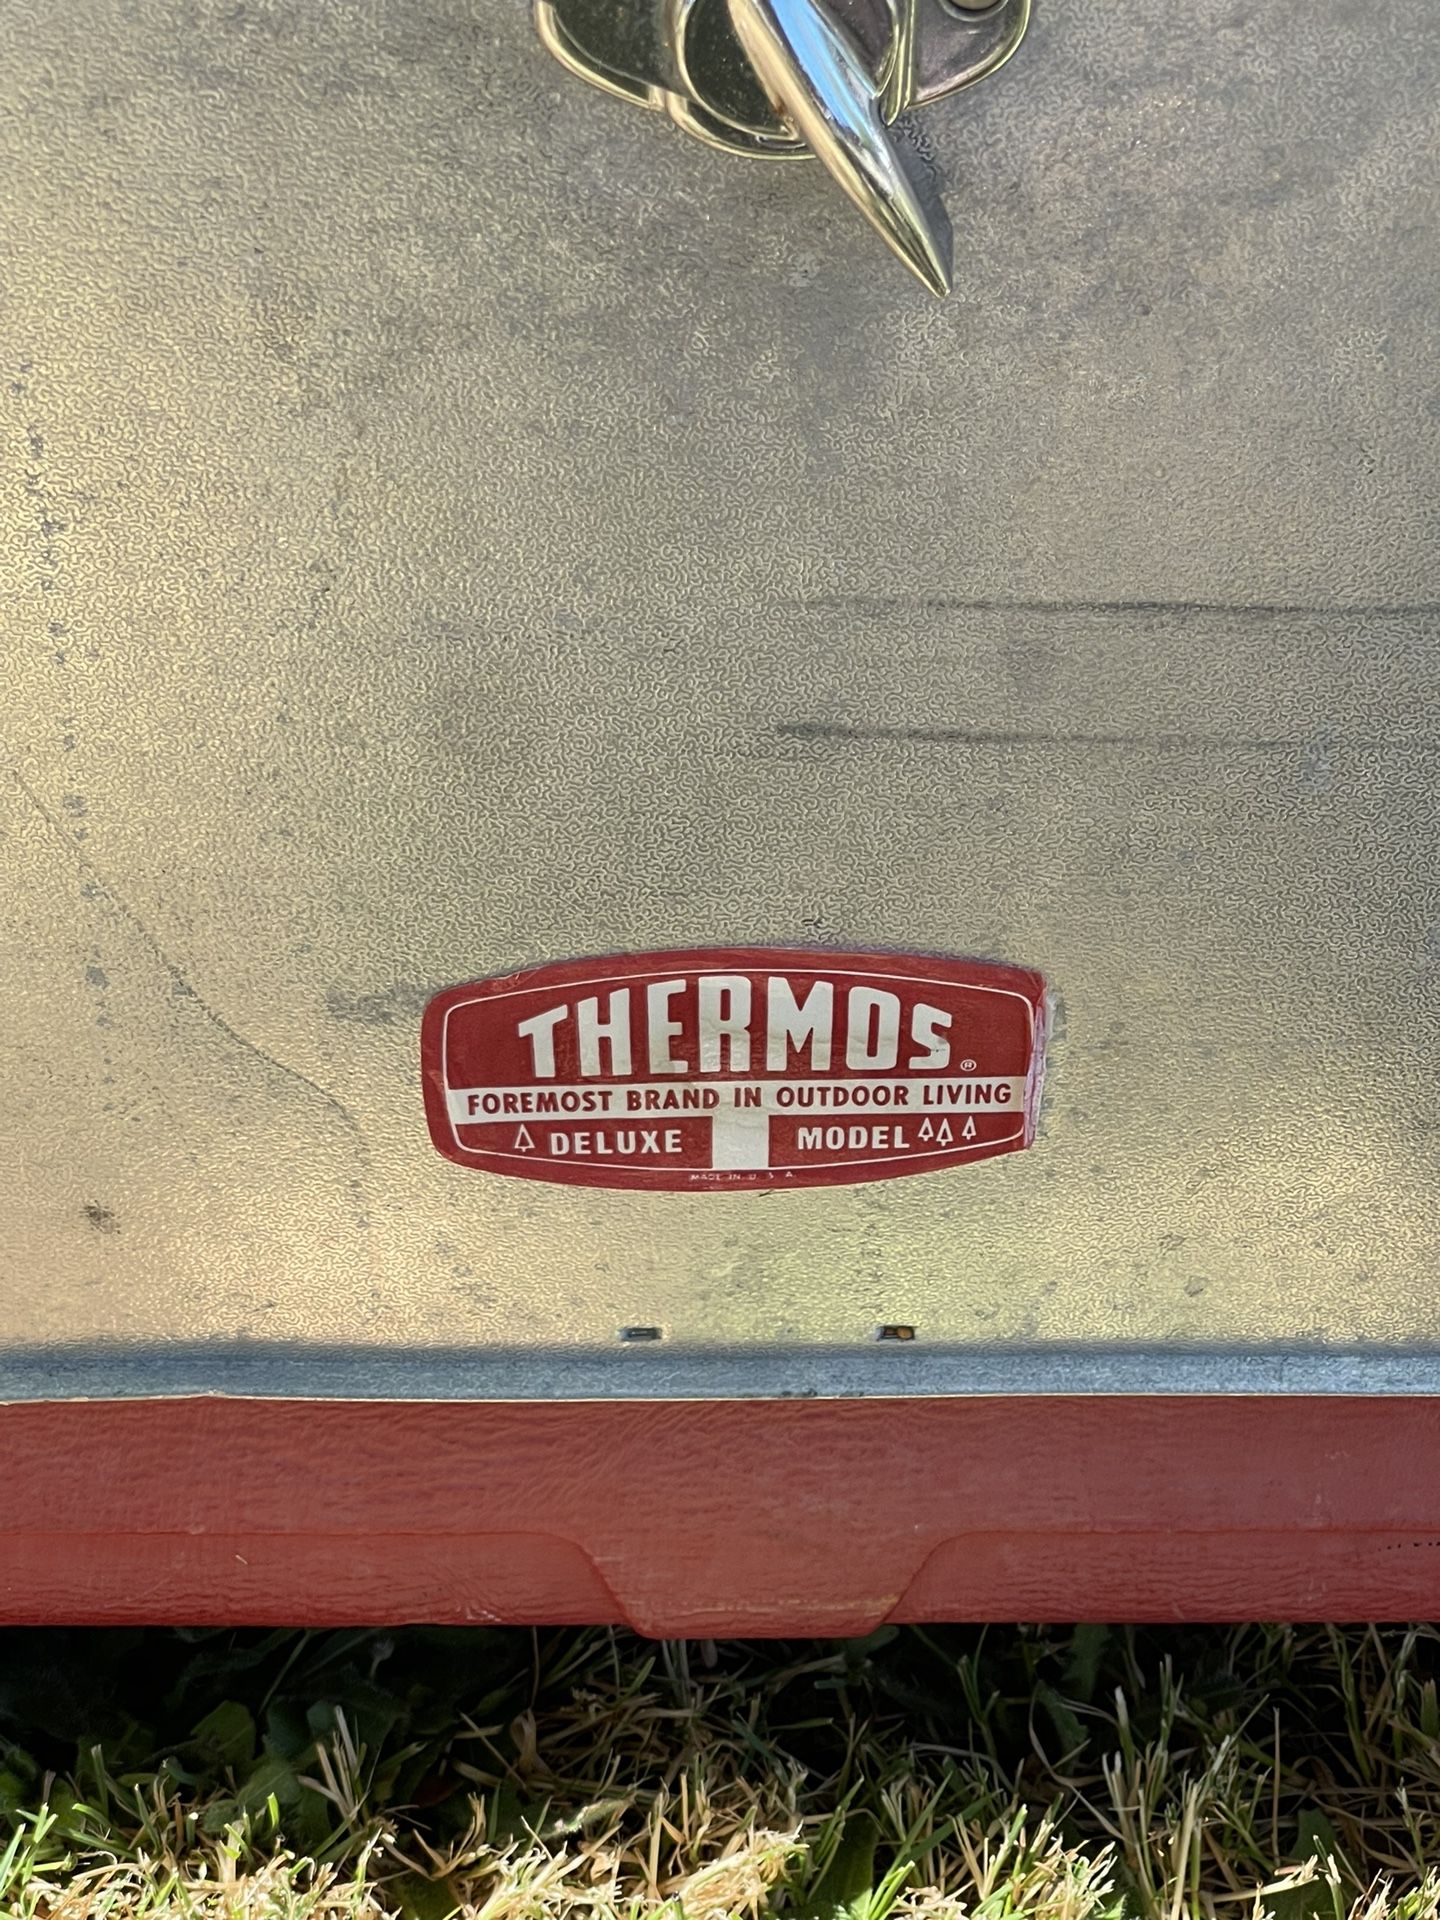 THERMOS®
FOREMOST BRAND IN OUTDOOR LIVING
DELUXE MODEL
MADE IN U.S.A.